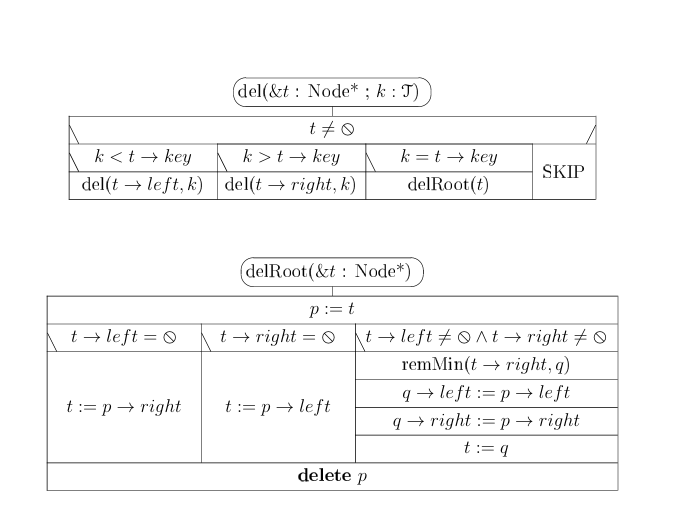 del(&t : Node* ; k : 𝒯)
t ≠ ⦸
k < t → key k > t → key k = t → key
SKIP
del(t → left, k) del(t → right, k) delRoot(t)
delRoot(&t : Node*)
p := t
t → left = ⦸ t → right = ⦸ t → left ≠ ⦸ ∧ t → right ≠ ⦸
remMin(t → right, q)
q → left := p → left
t := p → right t := p → left
q → right := p → right
t := q
delete p